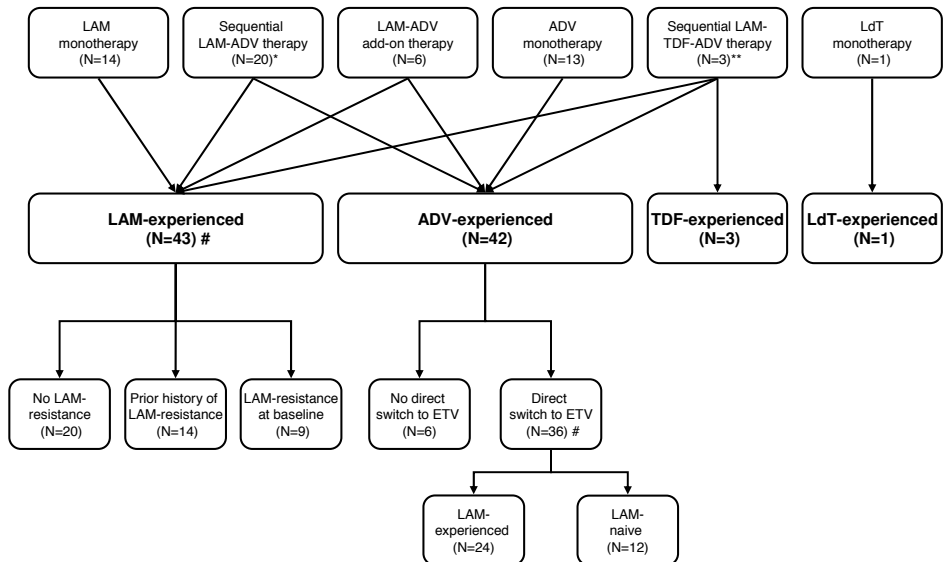 LAM
monotherapy
(N=14)
Sequential
LAM-ADV therapy
(N=20)*
LAM-ADV
add-on therapy
(N=6)
ADV
monotherapy
(N=13)
Sequential LAM-
TDF-ADV therapy
(N=3)**
LdT
monotherapy
(N=1)
LAM-experienced
(N=43) #
ADV-experienced
(N=42)
TDF-experienced
(N=3)
LdT-experienced
(N=1)
No LAM-
resistance
(N=20)
Prior history of
LAM-resistance
(N=14)
LAM-resistance
at baseline
(N=9)
No direct
switch to ETV
(N=6)
Direct
switch to ETV
(N=36) #
LAM-
experienced
(N=24)
LAM-
naive
(N=12)